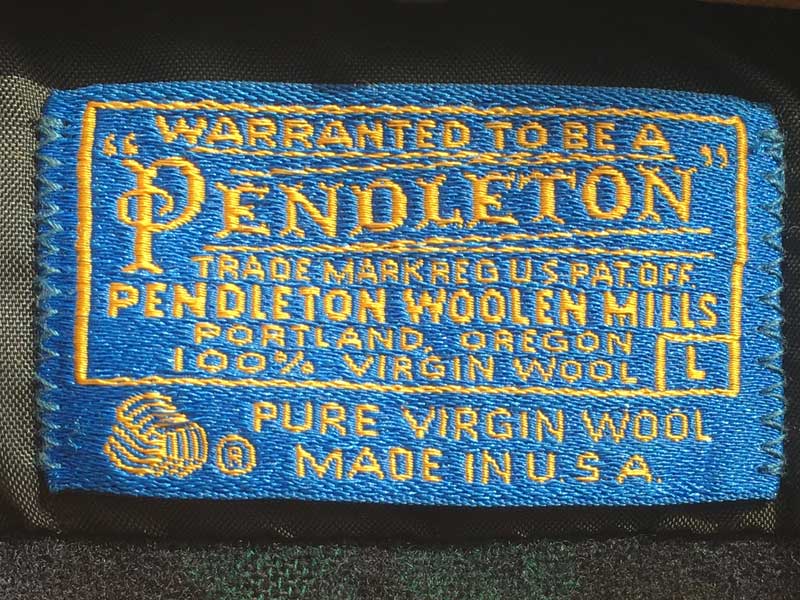 “WARRANTED TO BE A
PENDLETON”
TRADE MARK REG U.S. PAT. OFF.
PENDLETON WOOLEN MILLS
PORTLAND, OREGON
100% VIRGIN WOOL L
® PURE VIRGIN WOOL
MADE IN U.S.A.